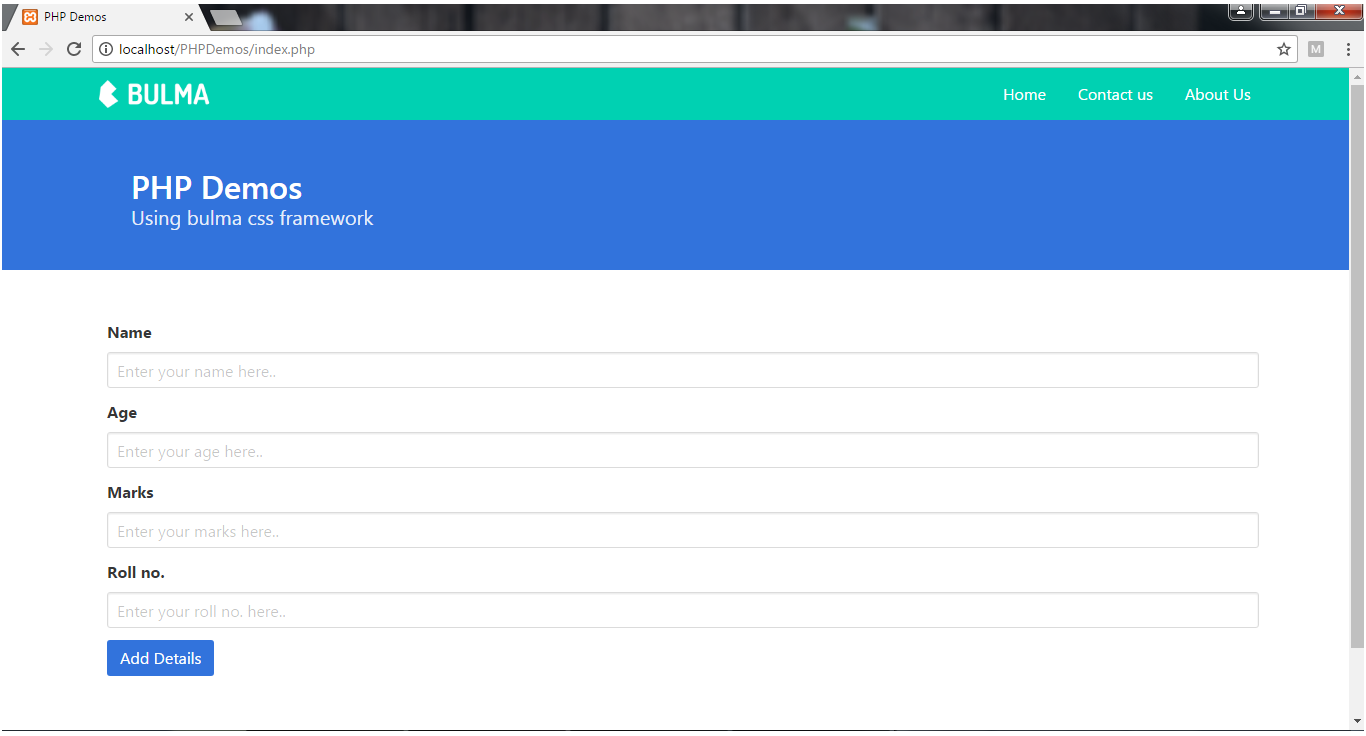 PHP Demos
localhost/PHPDemos/index.php
M
BULMA
Home Contact us About Us
PHP Demos
Using bulma css framework
Name
Enter your name here..
Age
Enter your age here..
Marks
Enter your marks here..
Roll no.
Enter your roll no. here..
Add Details